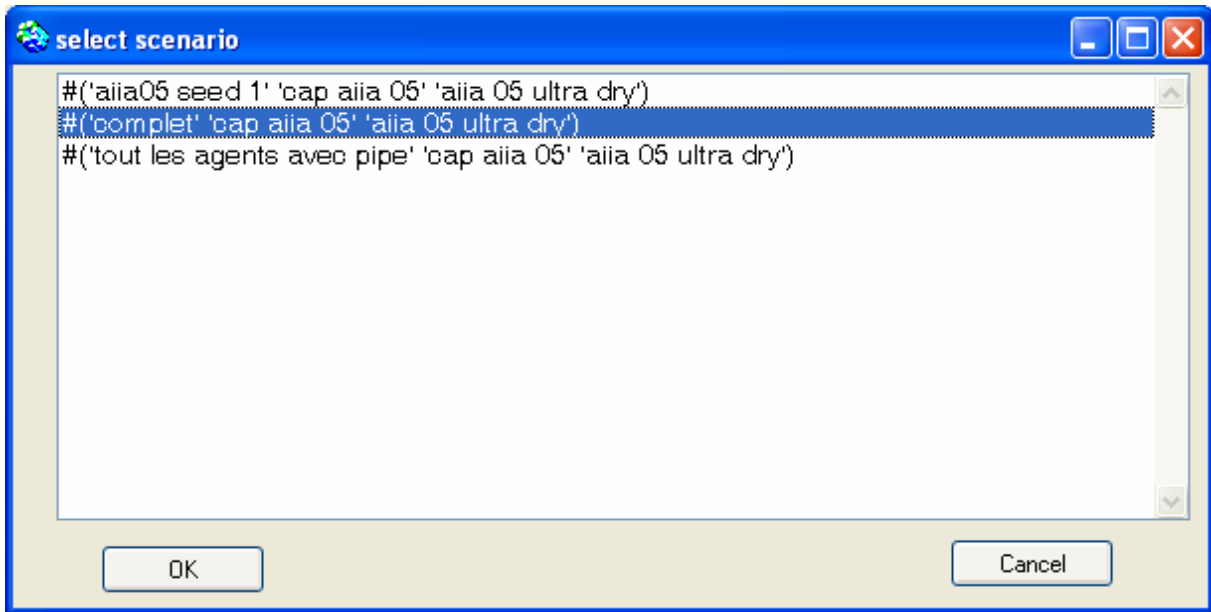 select scenario
#('aiia05 seed 1' 'cap aiia 05' 'aiia 05 ultra dry')
#('complet' 'cap aiia 05' 'aiia 05 ultra dry')
#('tout les agents avec pipe' 'cap aiia 05' 'aiia 05 ultra dry')
OK
Cancel